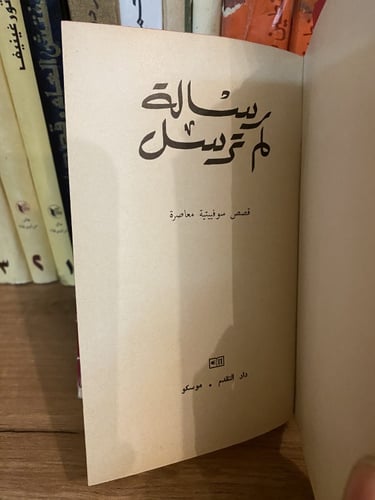 رسالة
لم ترسل
قصص سوفييتية معاصرة
دار التقدم . موسكو